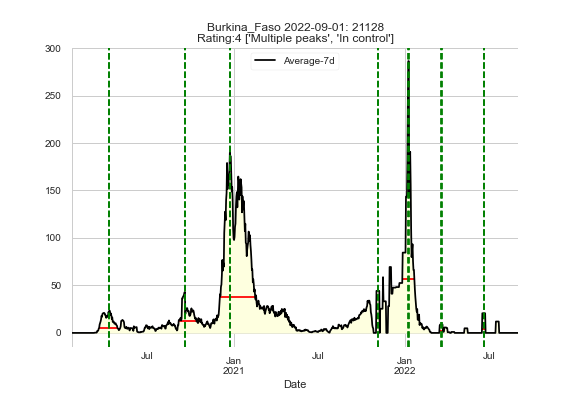 Burkina_Faso 2022-09-01: 21128
Rating:4 ['Multiple peaks', 'In control']
Average-7d
300
250
200
150
100
50
0
Jul
Jan
2021
Jul
Jan
2022
Jul
Date